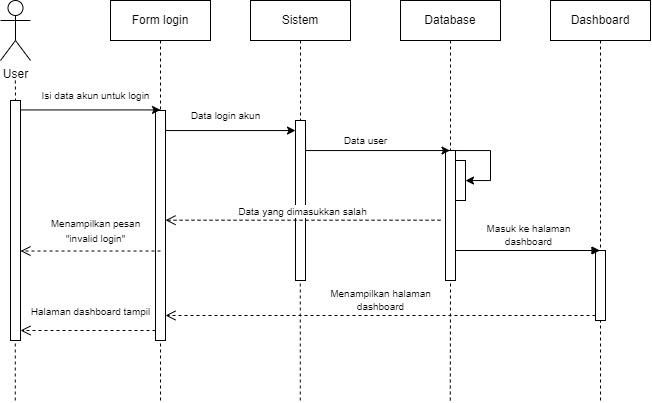 Form login
Sistem
Database
Dashboard
User
Isi data akun untuk login
Data login akun
Data user
Data yang dimasukkan salah
Menampilkan pesan
"invalid login"
Masuk ke halaman
dashboard
Menampilkan halaman
dashboard
Halaman dashboard tampil